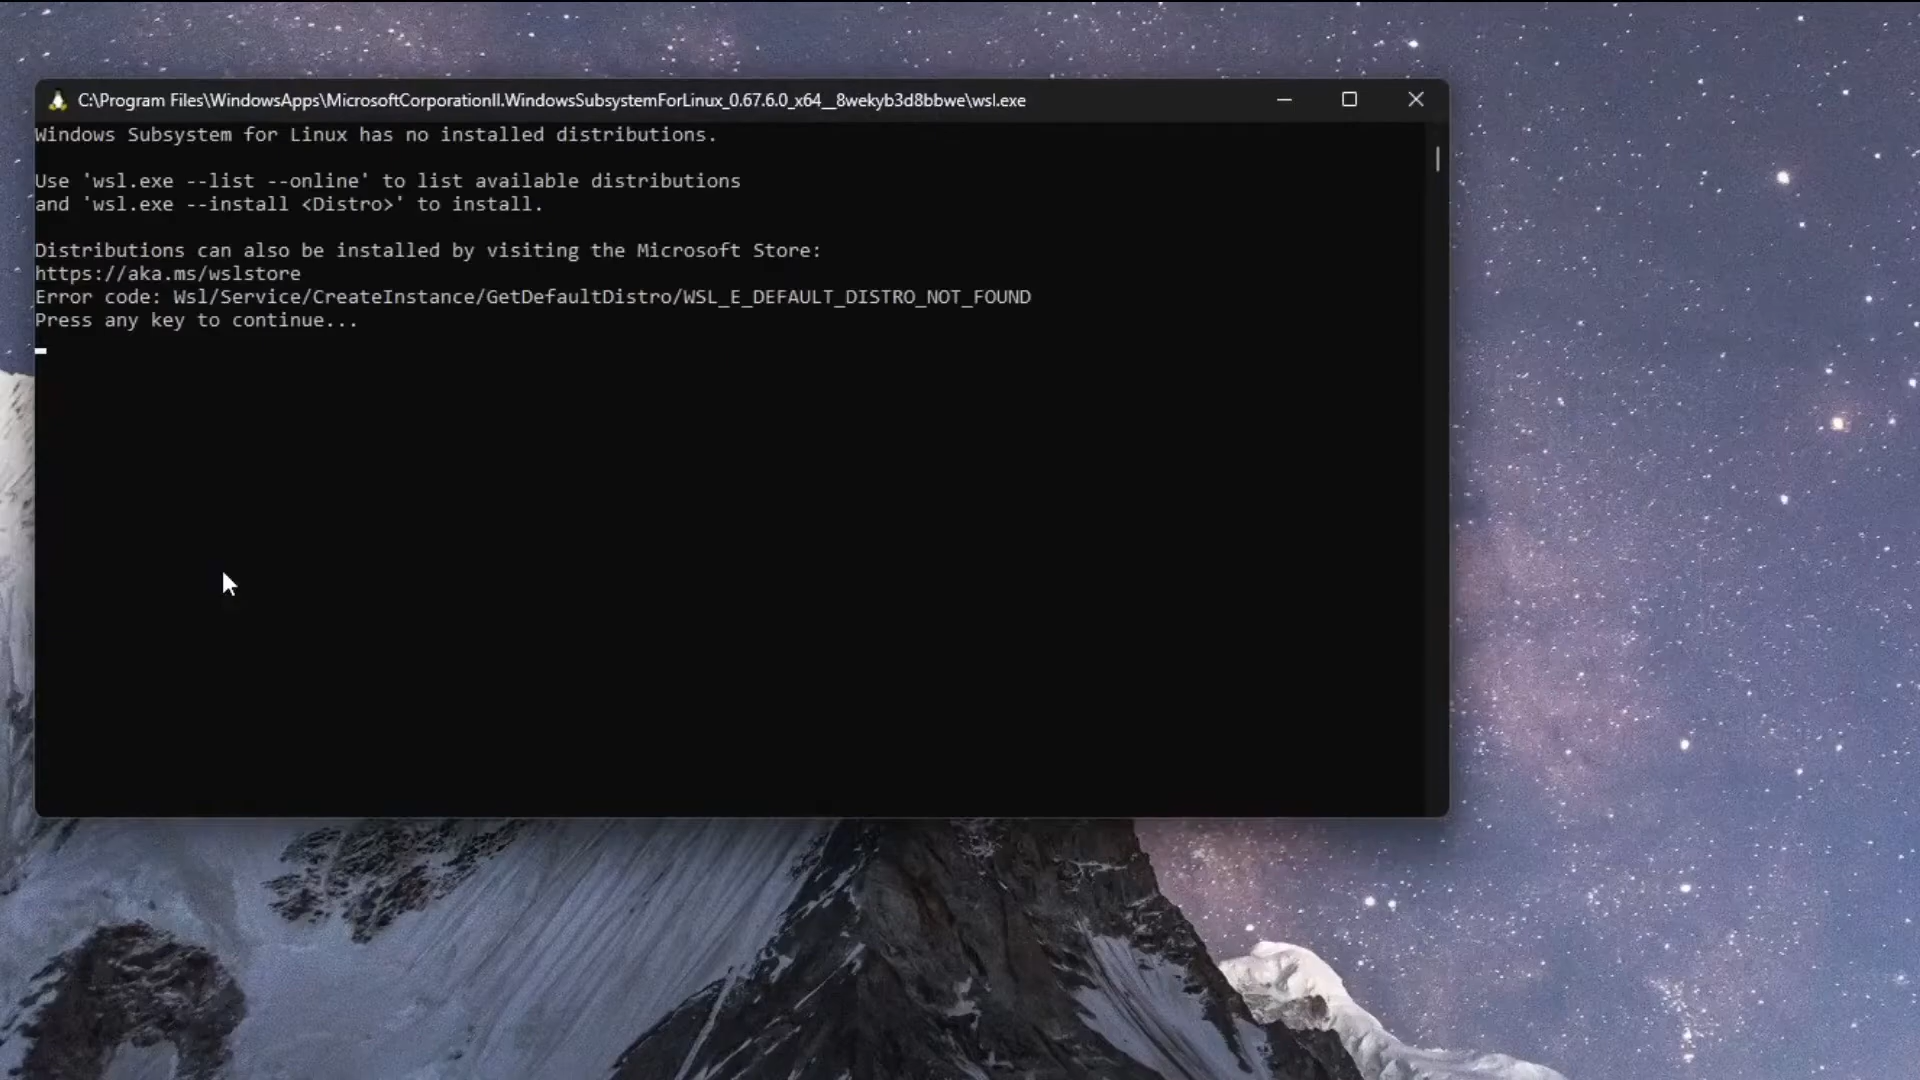 C:\Program Files\WindowsApps\MicrosoftCorporationII.WindowsSubsystemForLinux_0.67.6.0_x64__8wekyb3d8bbwe\wsl.exe
Windows Subsystem for Linux has no installed distributions.
Use 'wsl.exe --list --online' to list available distributions
and 'wsl.exe --install <Distro>' to install.
Distributions can also be installed by visiting the Microsoft Store:
https://aka.ms/wslstore
Error code: Wsl/Service/CreateInstance/GetDefaultDistro/WSL_E_DEFAULT_DISTRO_NOT_FOUND
Press any key to continue...